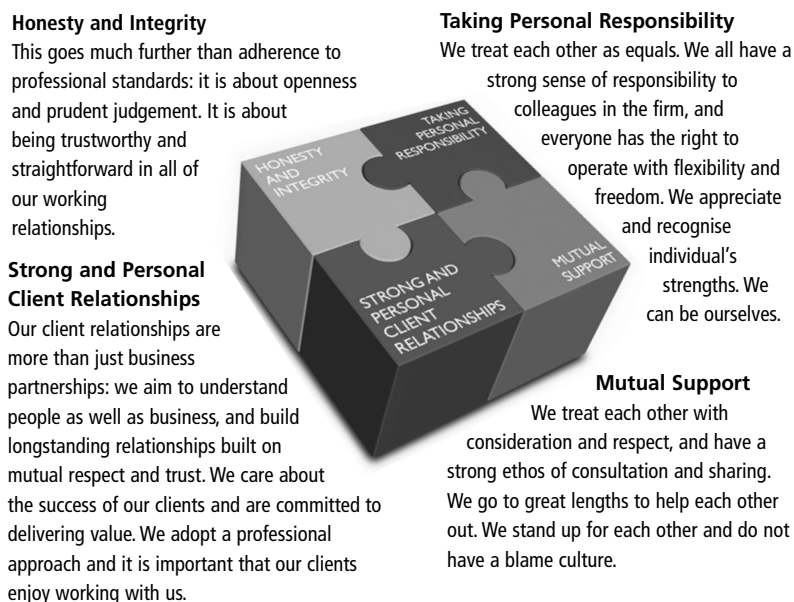 Honesty and Integrity
This goes much further than adherence to
professional standards: it is about openness
and prudent judgement. It is about
being trustworthy and
straightforward in all of
our working
relationships.
Strong and Personal
Client Relationships
Our client relationships are
more than just business
partnerships: we aim to understand
people as well as business, and build
longstanding relationships built on
mutual respect and trust. We care about
the success of our clients and are committed to
delivering value. We adopt a professional
approach and it is important that our clients
enjoy working with us.
HONESTY
AND
INTEGRITY
TAKING
PERSONAL
RESPONSIBILITY
STRONG AND
PERSONAL
CLIENT
RELATIONSHIPS
MUTUAL
SUPPORT
Taking Personal Responsibility
We treat each other as equals. We all have a
strong sense of responsibility to
colleagues in the firm, and
everyone has the right to
operate with flexibility and
freedom. We appreciate
and recognise
individual's
strengths. We
can be ourselves.
Mutual Support
We treat each other with
consideration and respect, and have a
strong ethos of consultation and sharing.
We go to great lengths to help each other
out. We stand up for each other and do not
have a blame culture.